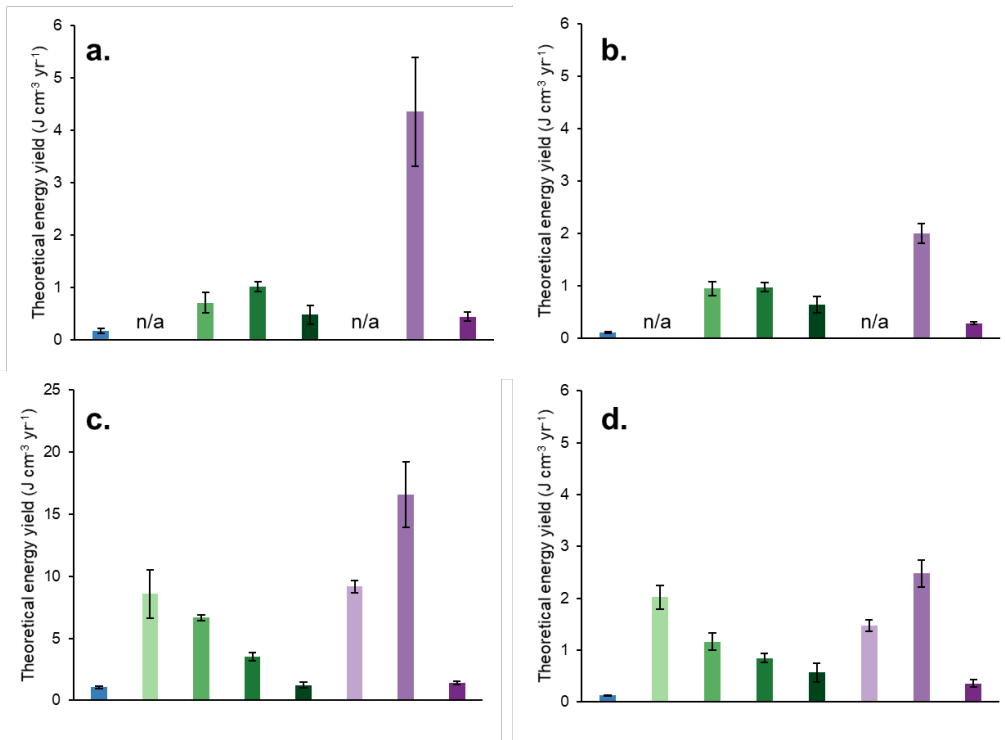 a.
Theoretical energy yield (J cm⁻³ yr⁻¹)
6
5
4
3
2
1
0
n/a
n/a
b.
Theoretical energy yield (J cm⁻³ yr⁻¹)
6
5
4
3
2
1
0
n/a
n/a
c.
Theoretical energy yield (J cm⁻³ yr⁻¹)
25
20
15
10
5
0
d.
Theoretical energy yield (J cm⁻³ yr⁻¹)
6
5
4
3
2
1
0